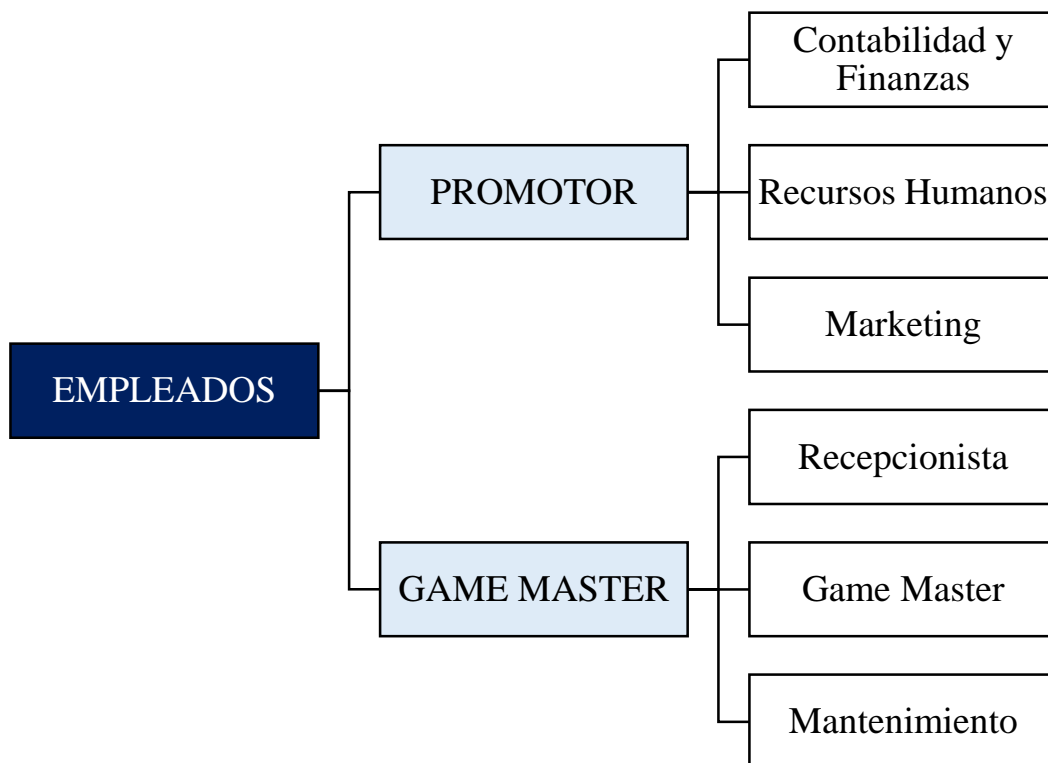 Contabilidad y
Finanzas
PROMOTOR
Recursos Humanos
Marketing
EMPLEADOS
Recepcionista
GAME MASTER
Game Master
Mantenimiento